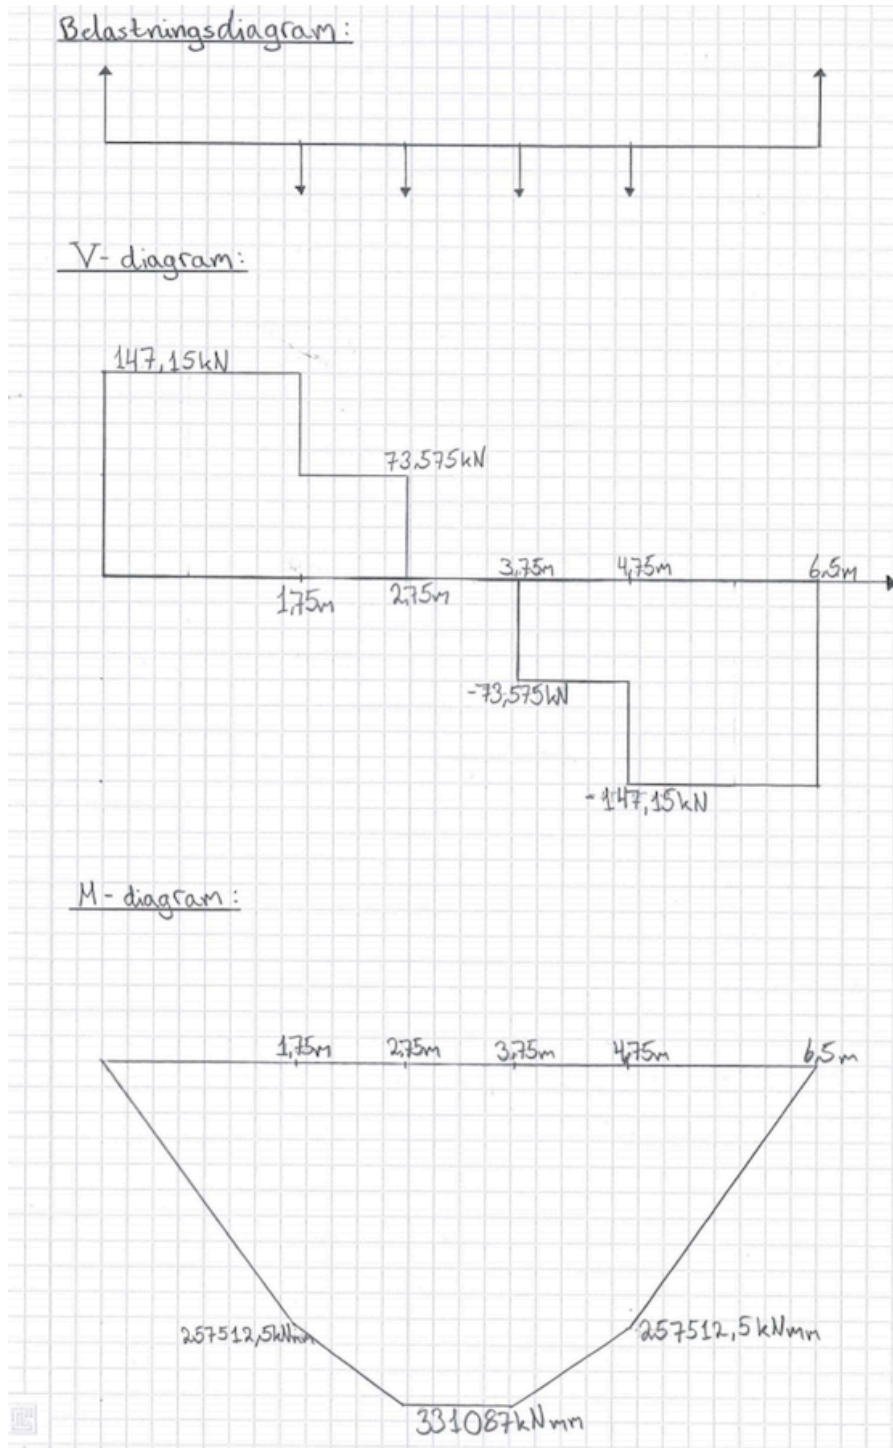 Belastningsdiagram:
V-diagram:
147,15kN
73,575kN
3,75m 4,75m 6,5m
1,75m 2,75m
-73,575kN
-147,15kN
M-diagram:
1,75m 2,75m 3,75m 4,75m 6,5m
257512,5kNmm 257512,5kNmm
331087kNmm